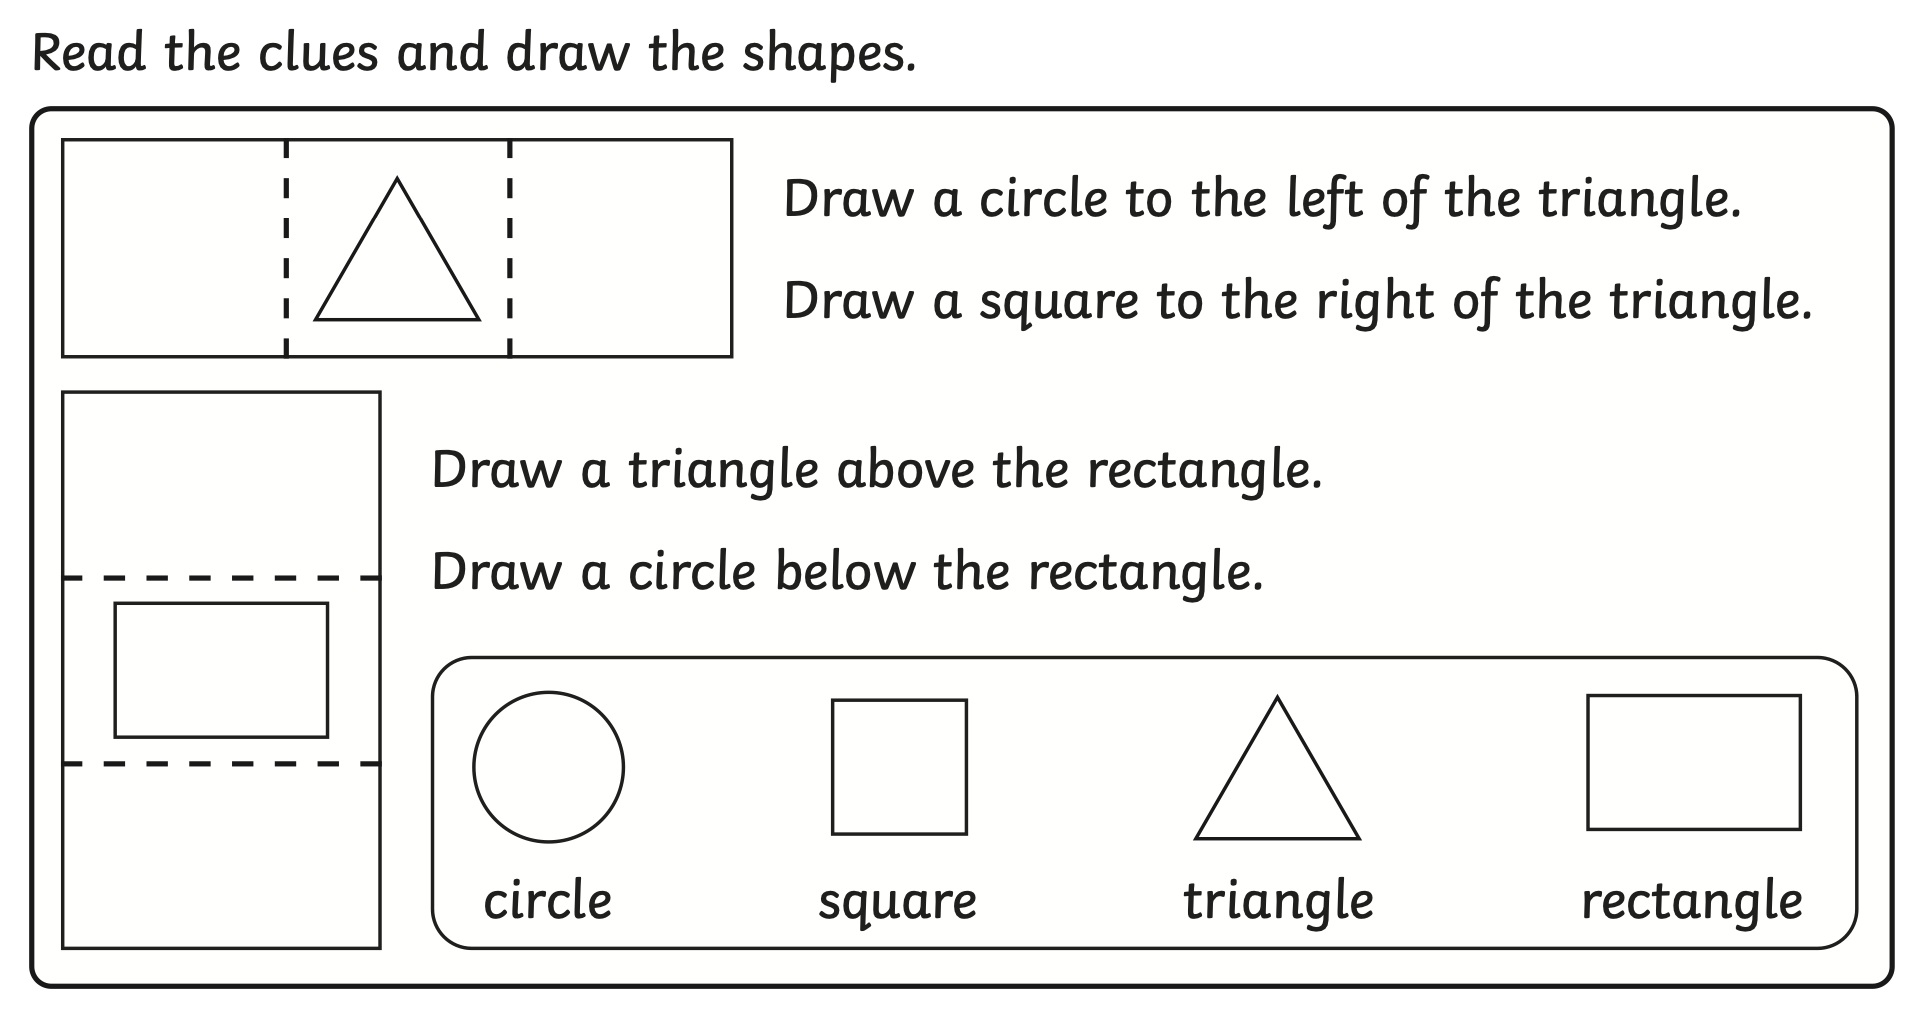 Read the clues and draw the shapes.
Draw a circle to the left of the triangle.
Draw a square to the right of the triangle.
Draw a triangle above the rectangle.
Draw a circle below the rectangle.
circle square triangle rectangle